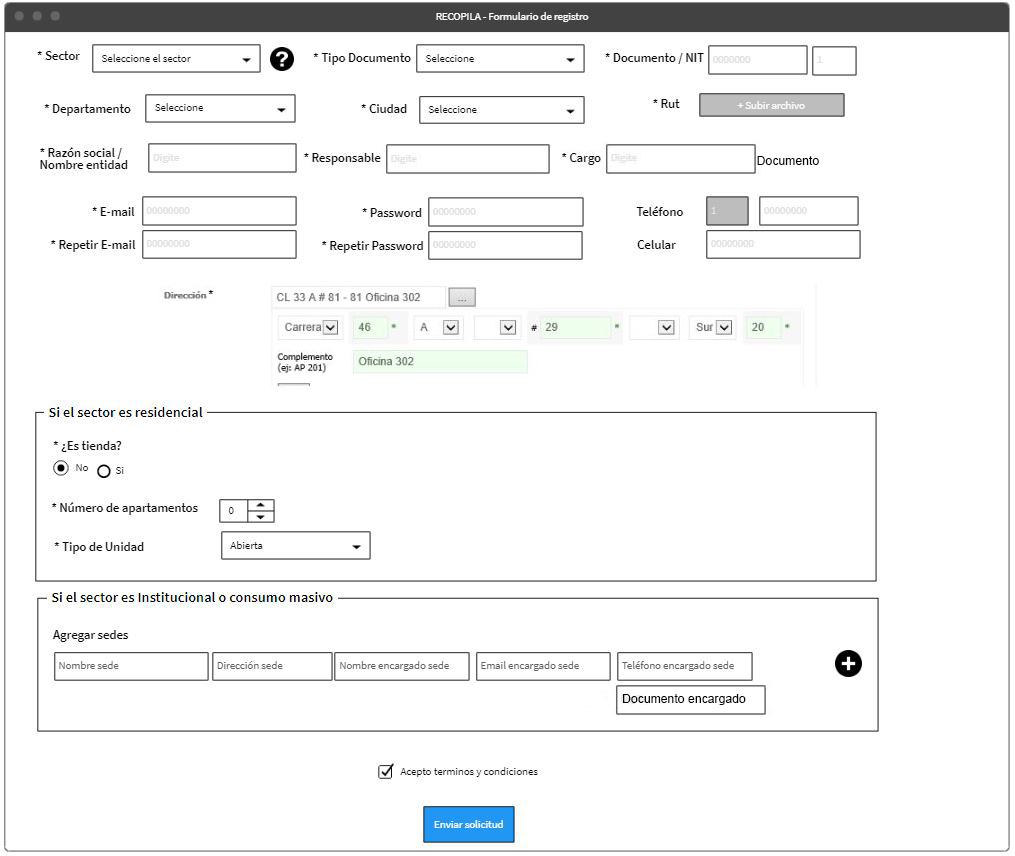 RECOPILA - Formulario de registro
* Sector Seleccione el sector ? * Tipo Documento Seleccione * Documento / NIT 0000000 1
* Departamento Seleccione * Ciudad Seleccione * Rut + Subir archivo
* Razón social /
Nombre entidad Digite * Responsable Digite * Cargo Digite Documento
* E-mail 00000000 * Password 00000000 Teléfono 1 00000000
* Repetir E-mail 00000000 * Repetir Password 00000000 Celular 00000000
Dirección * CL 33 A # 81 - 81 Oficina 302 ...
Carrera 46 * A # 29 * Sur 20 *
Complemento
(ej: AP 201) Oficina 302
Si el sector es residencial
* ¿Es tienda?
No Si
* Número de apartamentos 0
* Tipo de Unidad Abierta
Si el sector es Institucional o consumo masivo
Agregar sedes
Nombre sede Dirección sede Nombre encargado sede Email encargado sede Teléfono encargado sede
Documento encargado
Acepto terminos y condiciones
Enviar solicitud